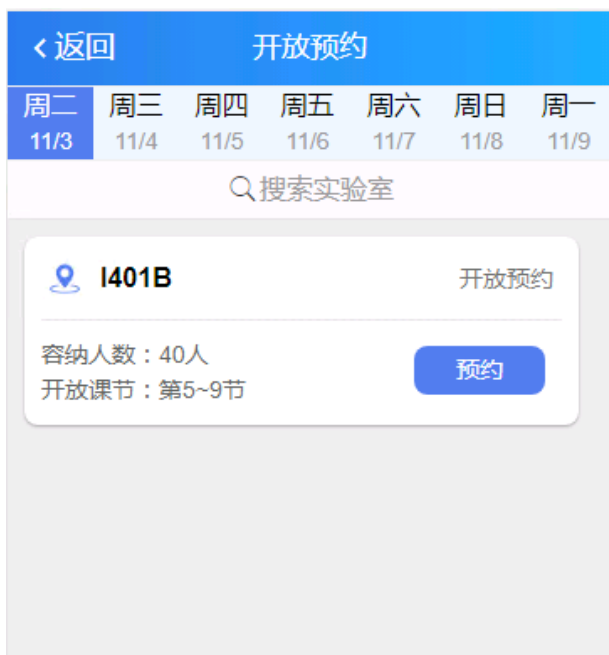 返回 开放预约
周二 周三 周四 周五 周六 周日 周一
11/3 11/4 11/5 11/6 11/7 11/8 11/9
搜索实验室
I401B 开放预约
容纳人数：40人
预约
开放课节：第5~9节